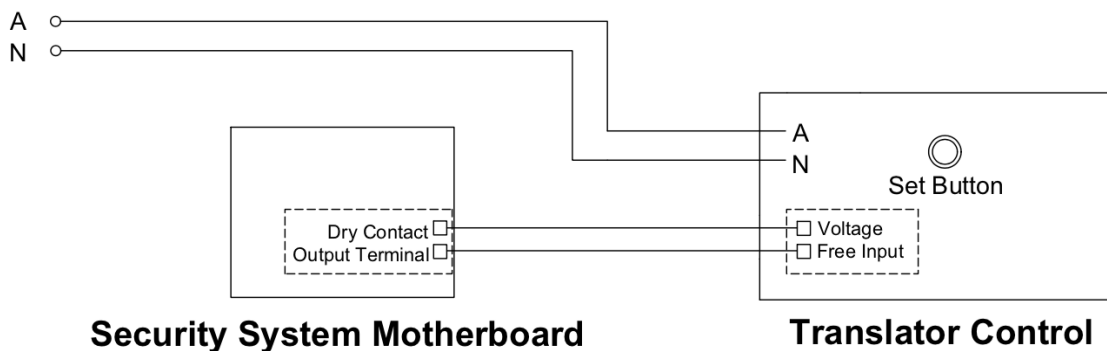 A
N
A
N
Set Button
Dry Contact
Output Terminal
Voltage
Free Input
Security System Motherboard
Translator Control